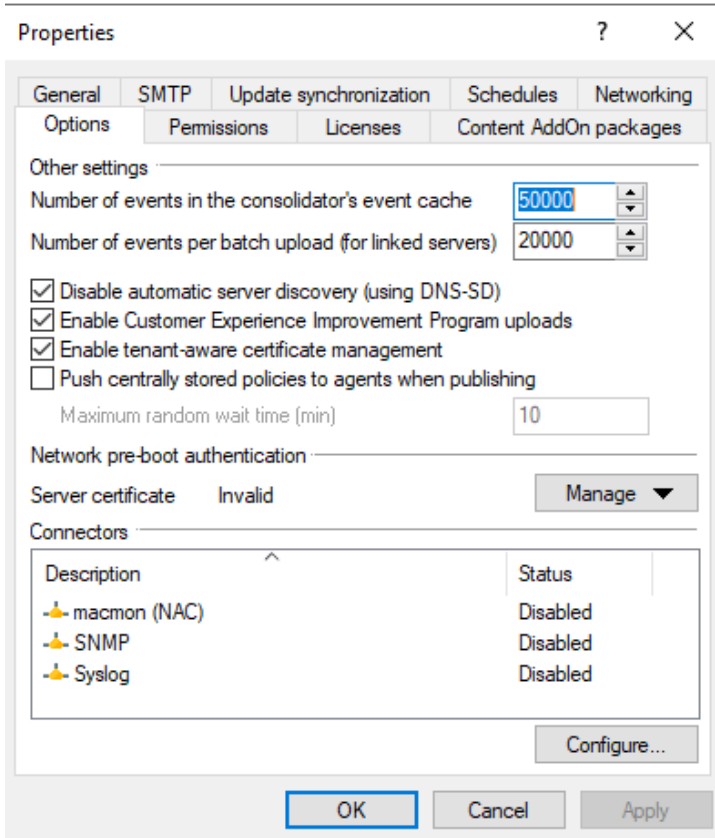 Properties ?
General SMTP Update synchronization Schedules Networking
Options Permissions Licenses Content AddOn packages
Other settings
Number of events in the consolidator's event cache 50000
Number of events per batch upload (for linked servers) 20000
Disable automatic server discovery (using DNS-SD)
Enable Customer Experience Improvement Program uploads
Enable tenant-aware certificate management
Push centrally stored policies to agents when publishing
Maximum random wait time (min) 10
Network pre-boot authentication
Server certificate Invalid Manage
Connectors
Description Status
macmon (NAC) Disabled
SNMP Disabled
Syslog Disabled
Configure...
OK Cancel Apply